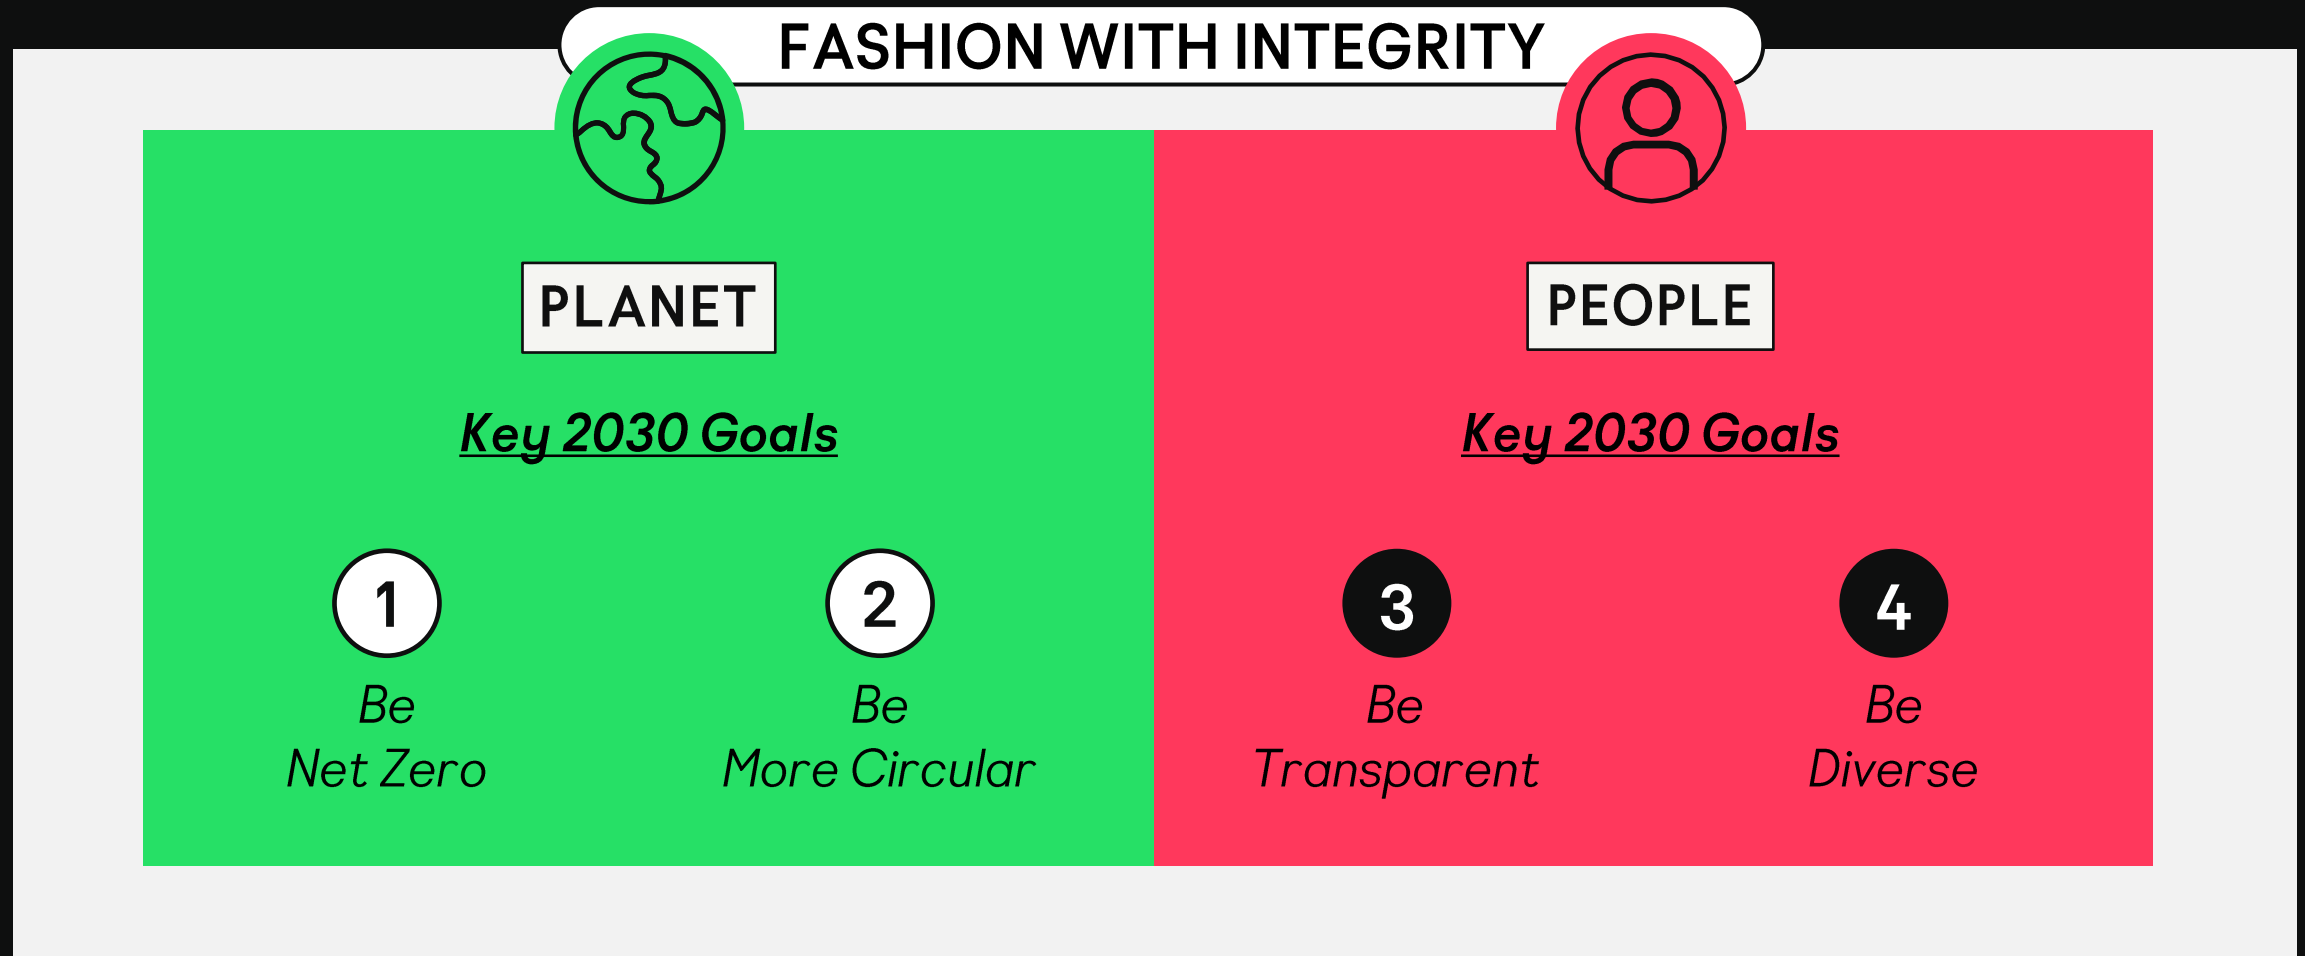 FASHION WITH INTEGRITY
PLANET
Key 2030 Goals
1
Be
Net Zero
2
Be
More Circular
PEOPLE
Key 2030 Goals
3
Be
Transparent
4
Be
Diverse